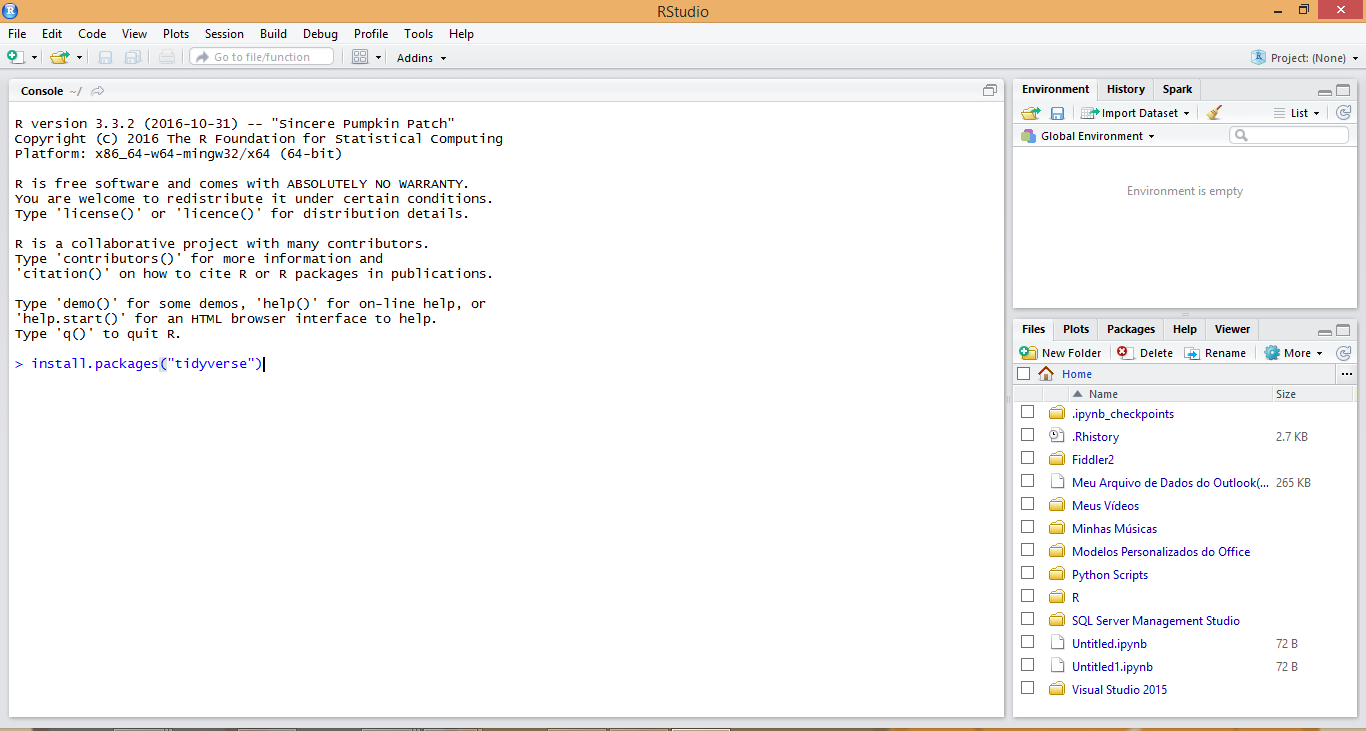 RStudio
File Edit Code View Plots Session Build Debug Profile Tools Help
Go to file/function Addins Project: (None)
Console ~/
R version 3.3.2 (2016-10-31) -- "Sincere Pumpkin Patch"
Copyright (C) 2016 The R Foundation for Statistical Computing
Platform: x86_64-w64-mingw32/x64 (64-bit)
R is free software and comes with ABSOLUTELY NO WARRANTY.
You are welcome to redistribute it under certain conditions.
Type 'license()' or 'licence()' for distribution details.
R is a collaborative project with many contributors.
Type 'contributors()' for more information and
'citation()' on how to cite R or R packages in publications.
Type 'demo()' for some demos, 'help()' for on-line help, or
'help.start()' for an HTML browser interface to help.
Type 'q()' to quit R.
> install.packages("tidyverse")
Environment History Spark
Import Dataset List
Global Environment
Environment is empty
Files Plots Packages Help Viewer
New Folder Delete Rename More
Home ...
Name Size
.ipynb_checkpoints
.Rhistory 2.7 KB
Fiddler2
Meu Arquivo de Dados do Outlook(... 265 KB
Meus Vídeos
Minhas Músicas
Modelos Personalizados do Office
Python Scripts
R
SQL Server Management Studio
Untitled.ipynb 72 B
Untitled1.ipynb 72 B
Visual Studio 2015